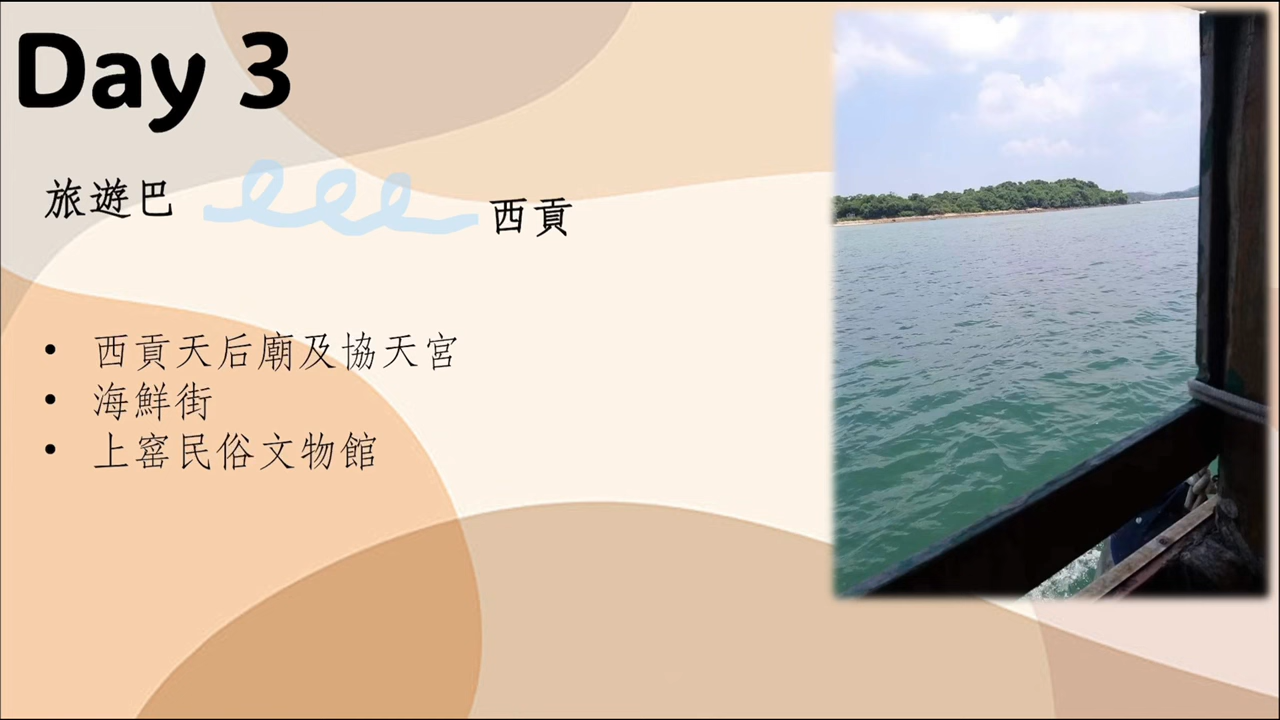 Day 3
旅遊巴
西貢
• 西貢天后廟及協天宮
• 海鮮街
• 上窰民俗文物館